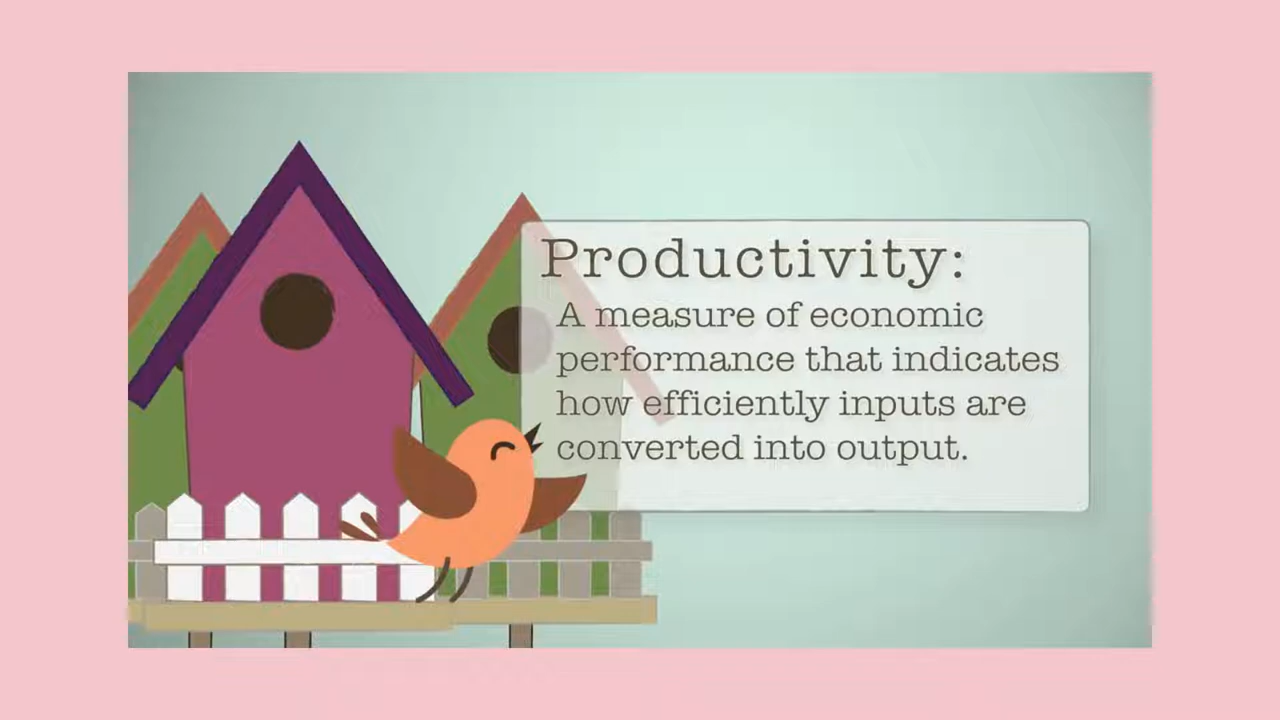 Productivity:
A measure of economic
performance that indicates
how efficiently inputs are
converted into output.